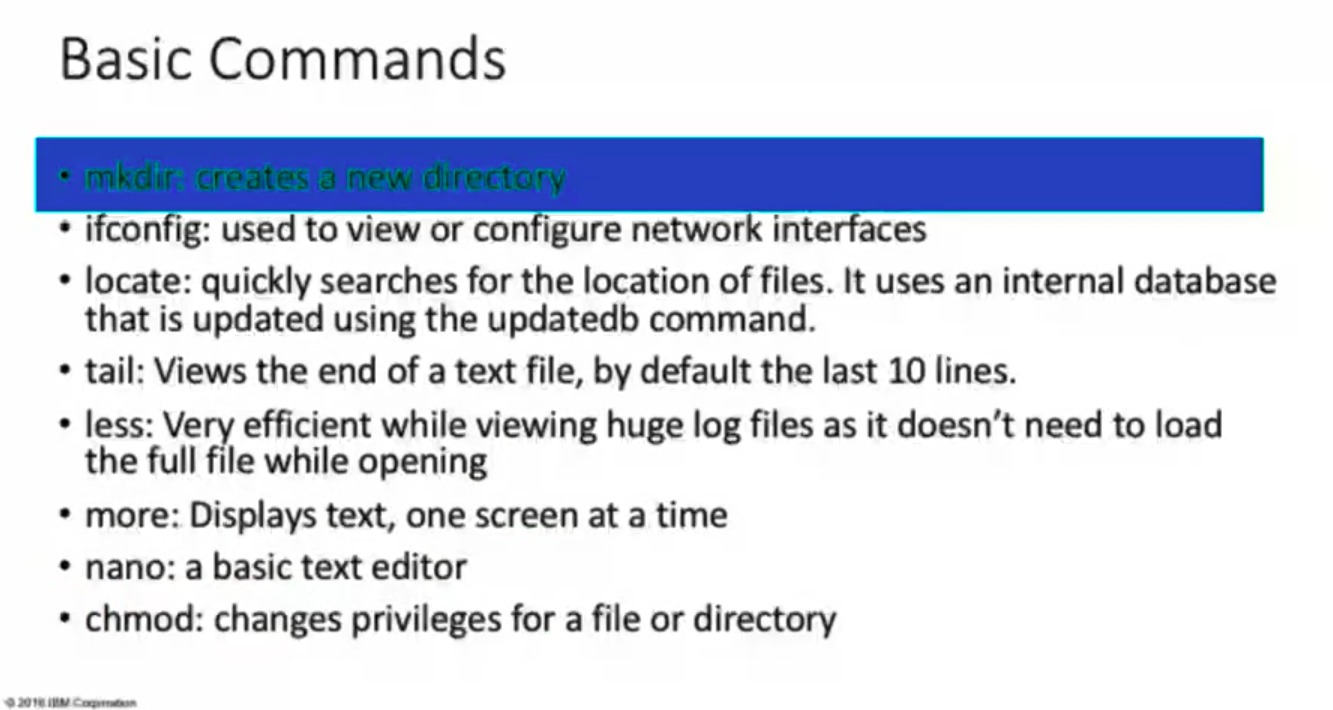 Basic Commands
• mkdir: creates a new directory
• ifconfig: used to view or configure network interfaces
• locate: quickly searches for the location of files. It uses an internal database
that is updated using the updatedb command.
• tail: Views the end of a text file, by default the last 10 lines.
• less: Very efficient while viewing huge log files as it doesn't need to load
the full file while opening
• more: Displays text, one screen at a time
• nano: a basic text editor
• chmod: changes privileges for a file or directory
© 2018 IBM Corporation